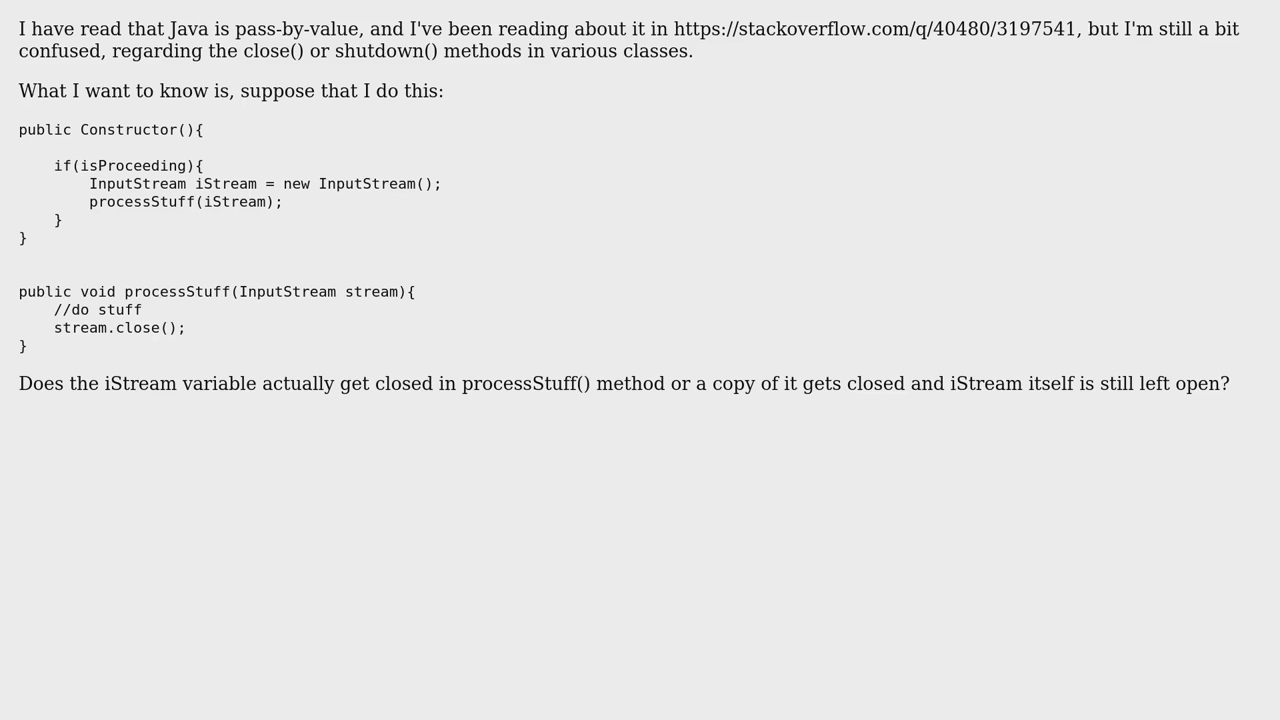 I have read that Java is pass-by-value, and I've been reading about it in https://stackoverflow.com/q/40480/3197541, but I'm still a bit
confused, regarding the close() or shutdown() methods in various classes.
What I want to know is, suppose that I do this:
public Constructor(){
    if(isProceeding){
        InputStream iStream = new InputStream();
        processStuff(iStream);
    }
}
public void processStuff(InputStream stream){
    //do stuff
    stream.close();
}
Does the iStream variable actually get closed in processStuff() method or a copy of it gets closed and iStream itself is still left open?